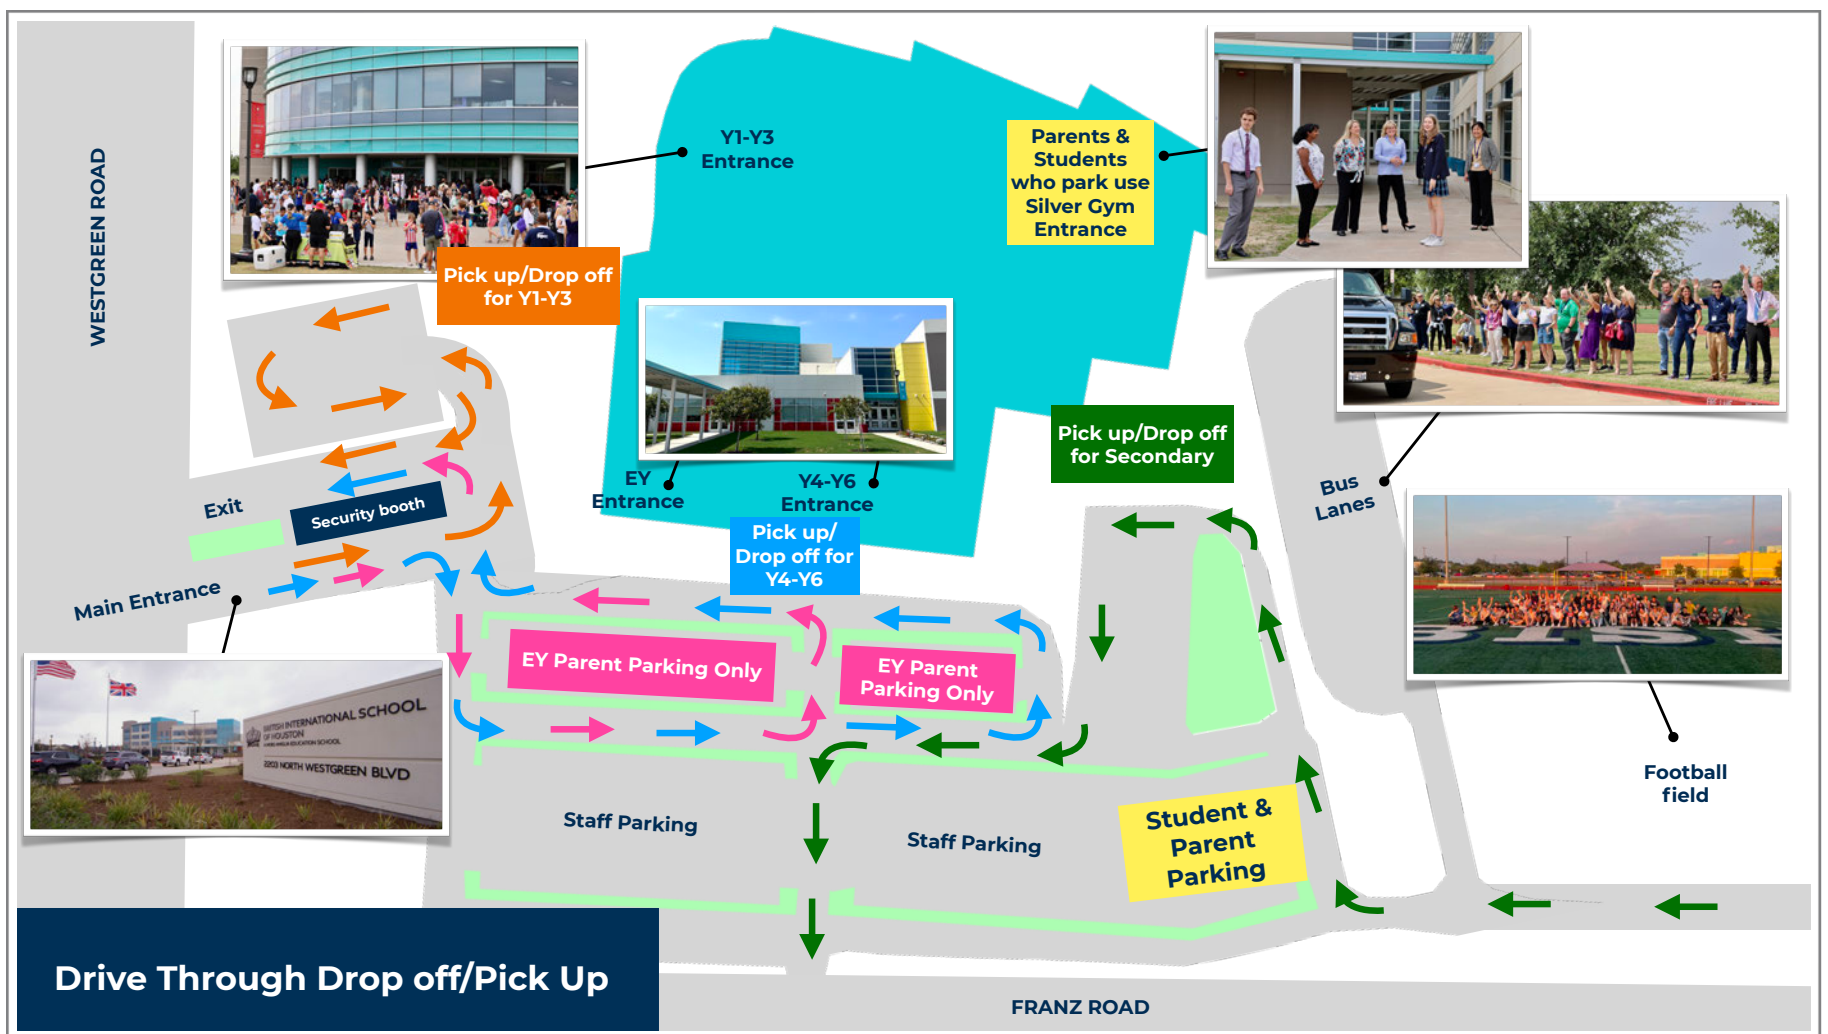 WESTGREEN ROAD
Y1-Y3
Entrance
Parents &
Students
who park use
Silver Gym
Entrance
Pick up/Drop off
for Y1-Y3
EY
Entrance
Y4-Y6
Entrance
Pick up/
Drop off for
Y4-Y6
Pick up/Drop off
for Secondary
Bus
Lanes
Exit
Security booth
Main Entrance
EY Parent Parking Only
EY Parent
Parking Only
BRITISH INTERNATIONAL SCHOOL
OF HOUSTON
2203 NORTH WESTGREEN BLVD
Football
field
Staff Parking
Staff Parking
Student &
Parent
Parking
Drive Through Drop off/Pick Up
FRANZ ROAD